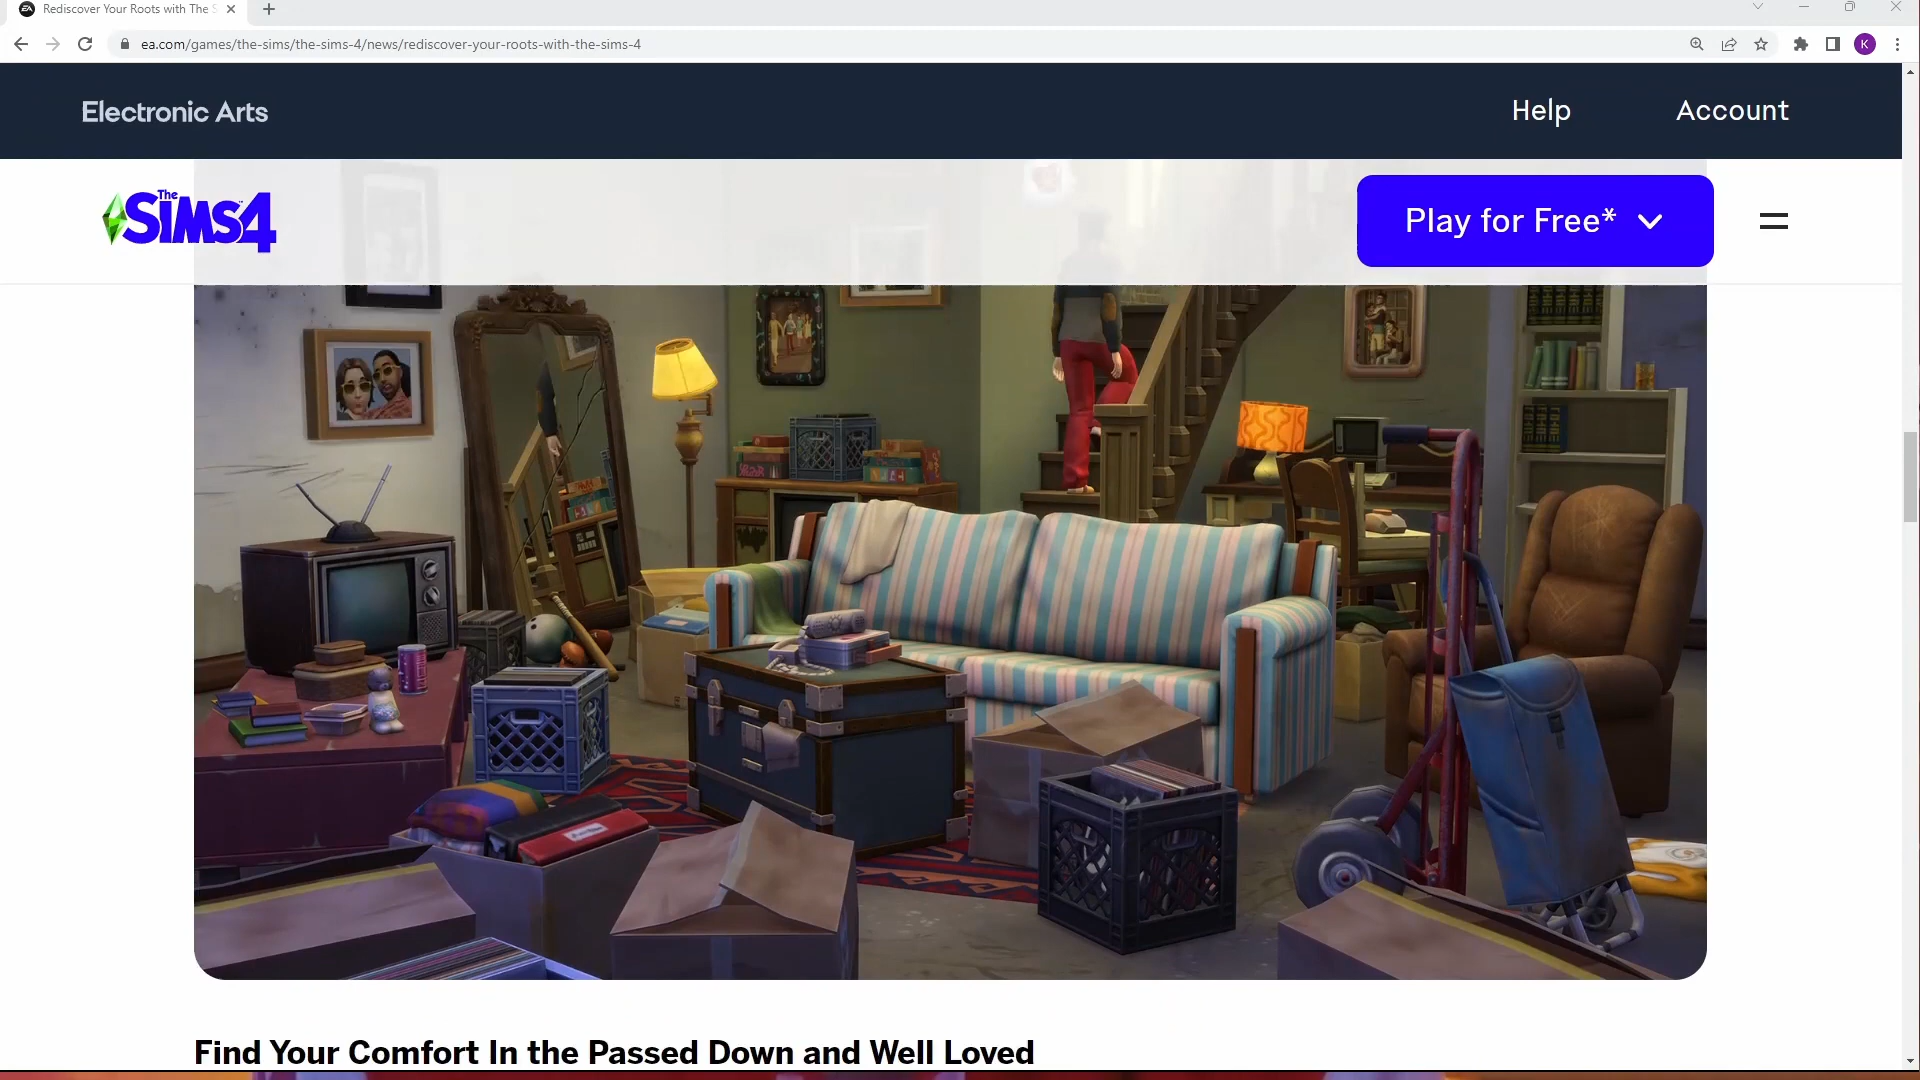 Rediscover Your Roots with The S
ea.com/games/the-sims/the-sims-4/news/rediscover-your-roots-with-the-sims-4
K
Electronic Arts
Help
Account
The Sims 4
Play for Free*
Find Your Comfort In the Passed Down and Well Loved